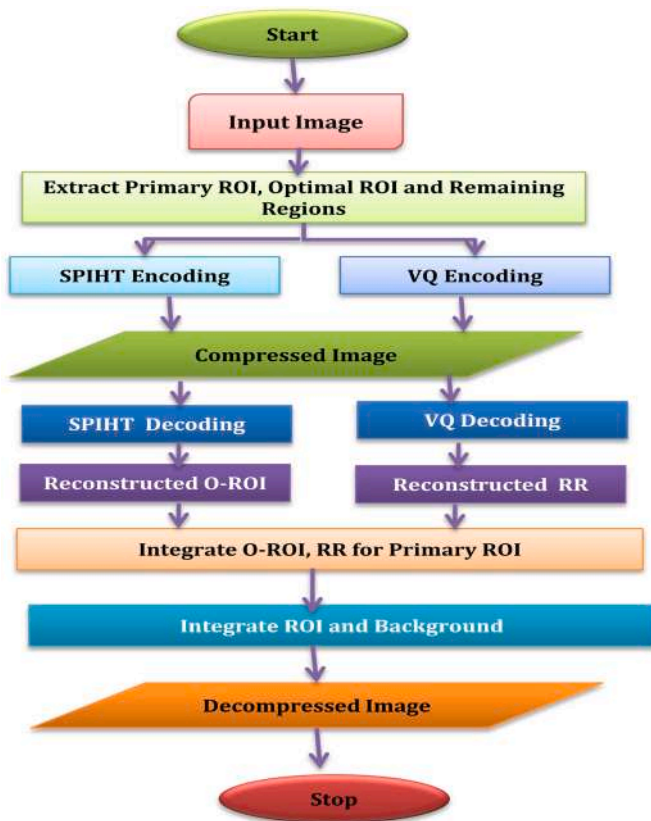 Start
Input Image
Extract Primary ROI, Optimal ROI and Remaining
Regions
SPIHT Encoding
VQ Encoding
Compressed Image
SPIHT Decoding
VQ Decoding
Reconstructed O-ROI
Reconstructed RR
Integrate O-ROI, RR for Primary ROI
Integrate ROI and Background
Decompressed Image
Stop